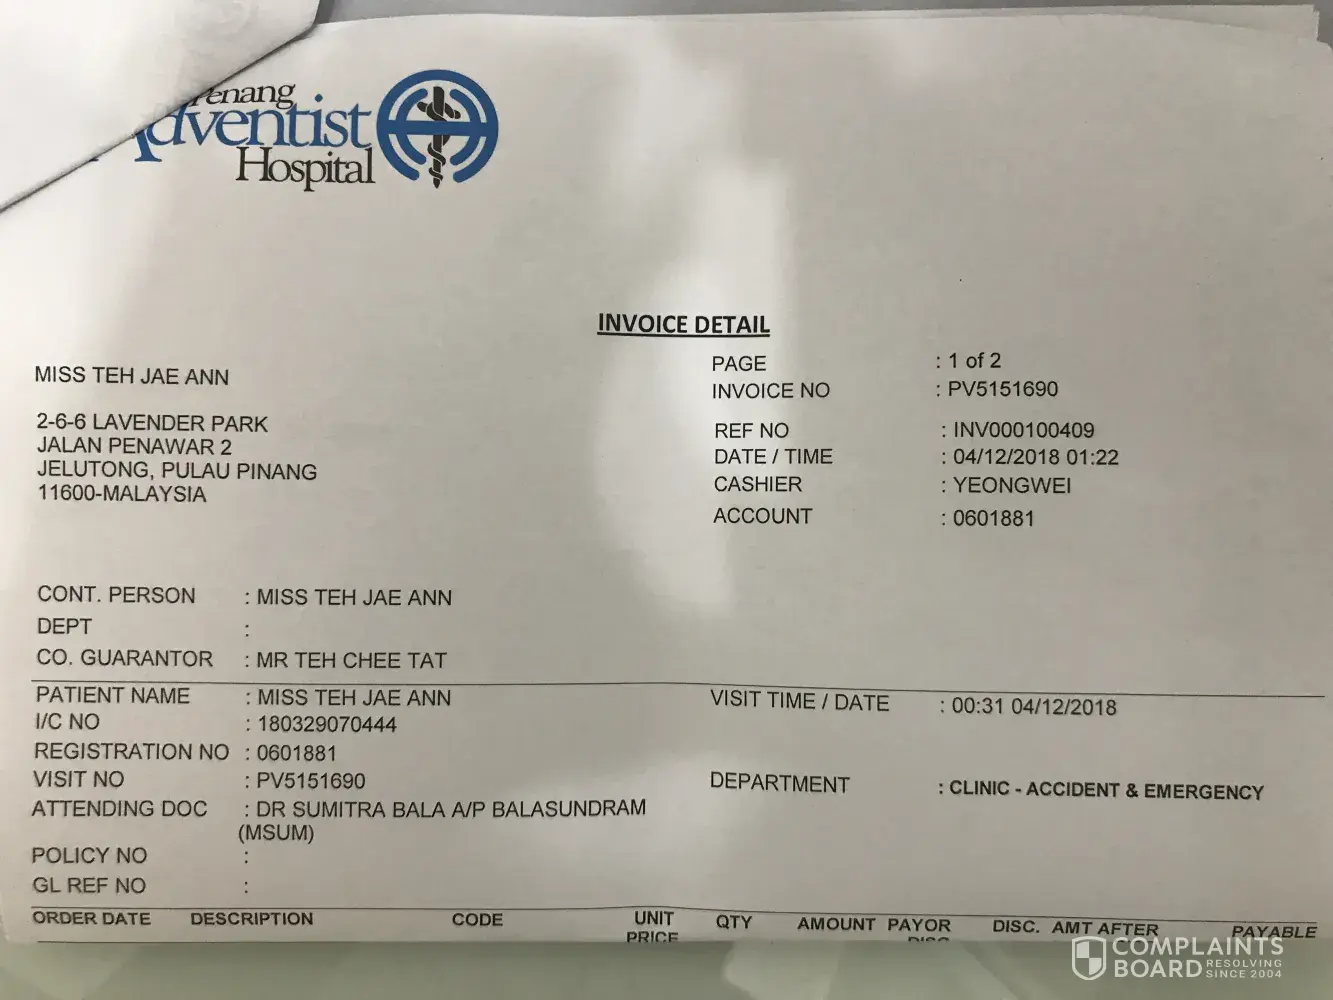 Penang
Adventist
Hospital
INVOICE DETAIL
MISS TEH JAE ANN
2-6-6 LAVENDER PARK
JALAN PENAWAR 2
JELUTONG, PULAU PINANG
11600-MALAYSIA
PAGE : 1 of 2
INVOICE NO : PV5151690
REF NO : INV000100409
DATE / TIME : 04/12/2018 01:22
CASHIER : YEONGWEI
ACCOUNT : 0601881
CONT. PERSON : MISS TEH JAE ANN
DEPT :
CO. GUARANTOR : MR TEH CHEE TAT
PATIENT NAME : MISS TEH JAE ANN VISIT TIME / DATE : 00:31 04/12/2018
I/C NO : 180329070444
REGISTRATION NO : 0601881
VISIT NO : PV5151690 DEPARTMENT : CLINIC - ACCIDENT & EMERGENCY
ATTENDING DOC : DR SUMITRA BALA A/P BALASUNDRAM
(MSUM)
POLICY NO :
GL REF NO :
ORDER DATE DESCRIPTION CODE UNIT QTY AMOUNT PAYOR DISC. AMT AFTER PAYABLE
PRICE DISC
COMPLAINTS
BOARD RESOLVING
SINCE 2004